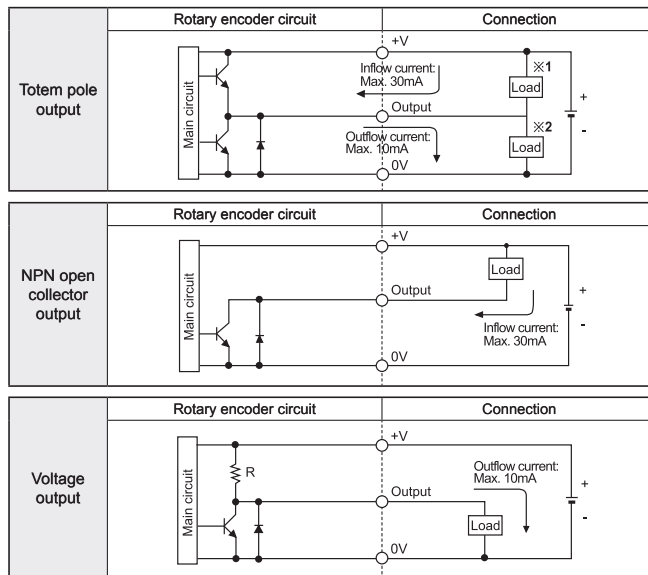 Rotary encoder circuit
Connection
Totem pole
output
Main circuit
+V
Inflow current:
Max. 30mA
※1
Load
Output
※2
Outflow current:
Max. 10mA
Load
0V
+
-
Rotary encoder circuit
Connection
NPN open
collector
output
Main circuit
+V
Load
Output
Inflow current:
Max. 30mA
0V
+
-
Rotary encoder circuit
Connection
Voltage
output
Main circuit
+V
R
Outflow current:
Max. 10mA
Output
Load
0V
+
-